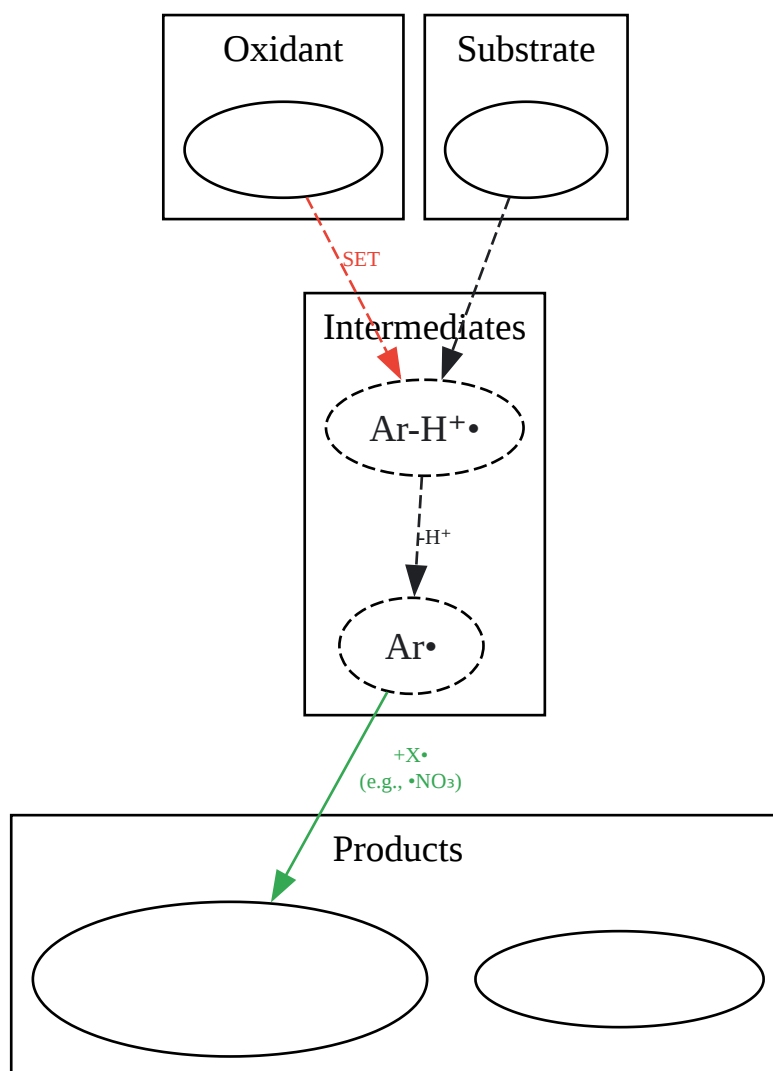 Oxidant
Substrate
SET
Intermediates
Ar-H⁺•
-H⁺
Ar•
+X•
(e.g., •NO₃)
Products